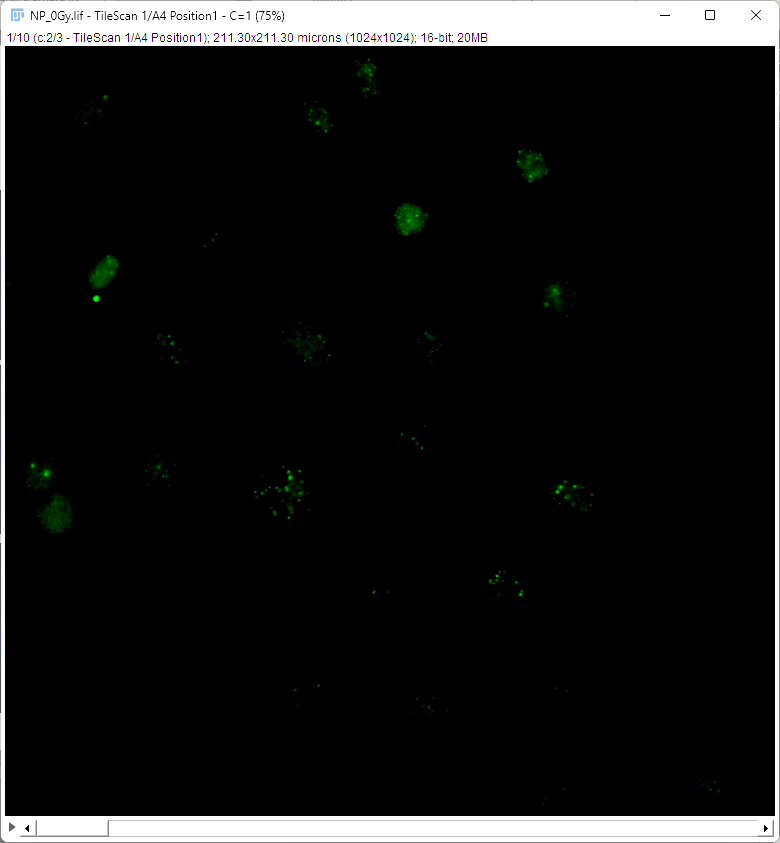 NP_0Gy.lif - TileScan 1/A4 Position1 - C=1 (75%)
1/10 (c:2/3 - TileScan 1/A4 Position1); 211.30x211.30 microns (1024x1024); 16-bit; 20MB